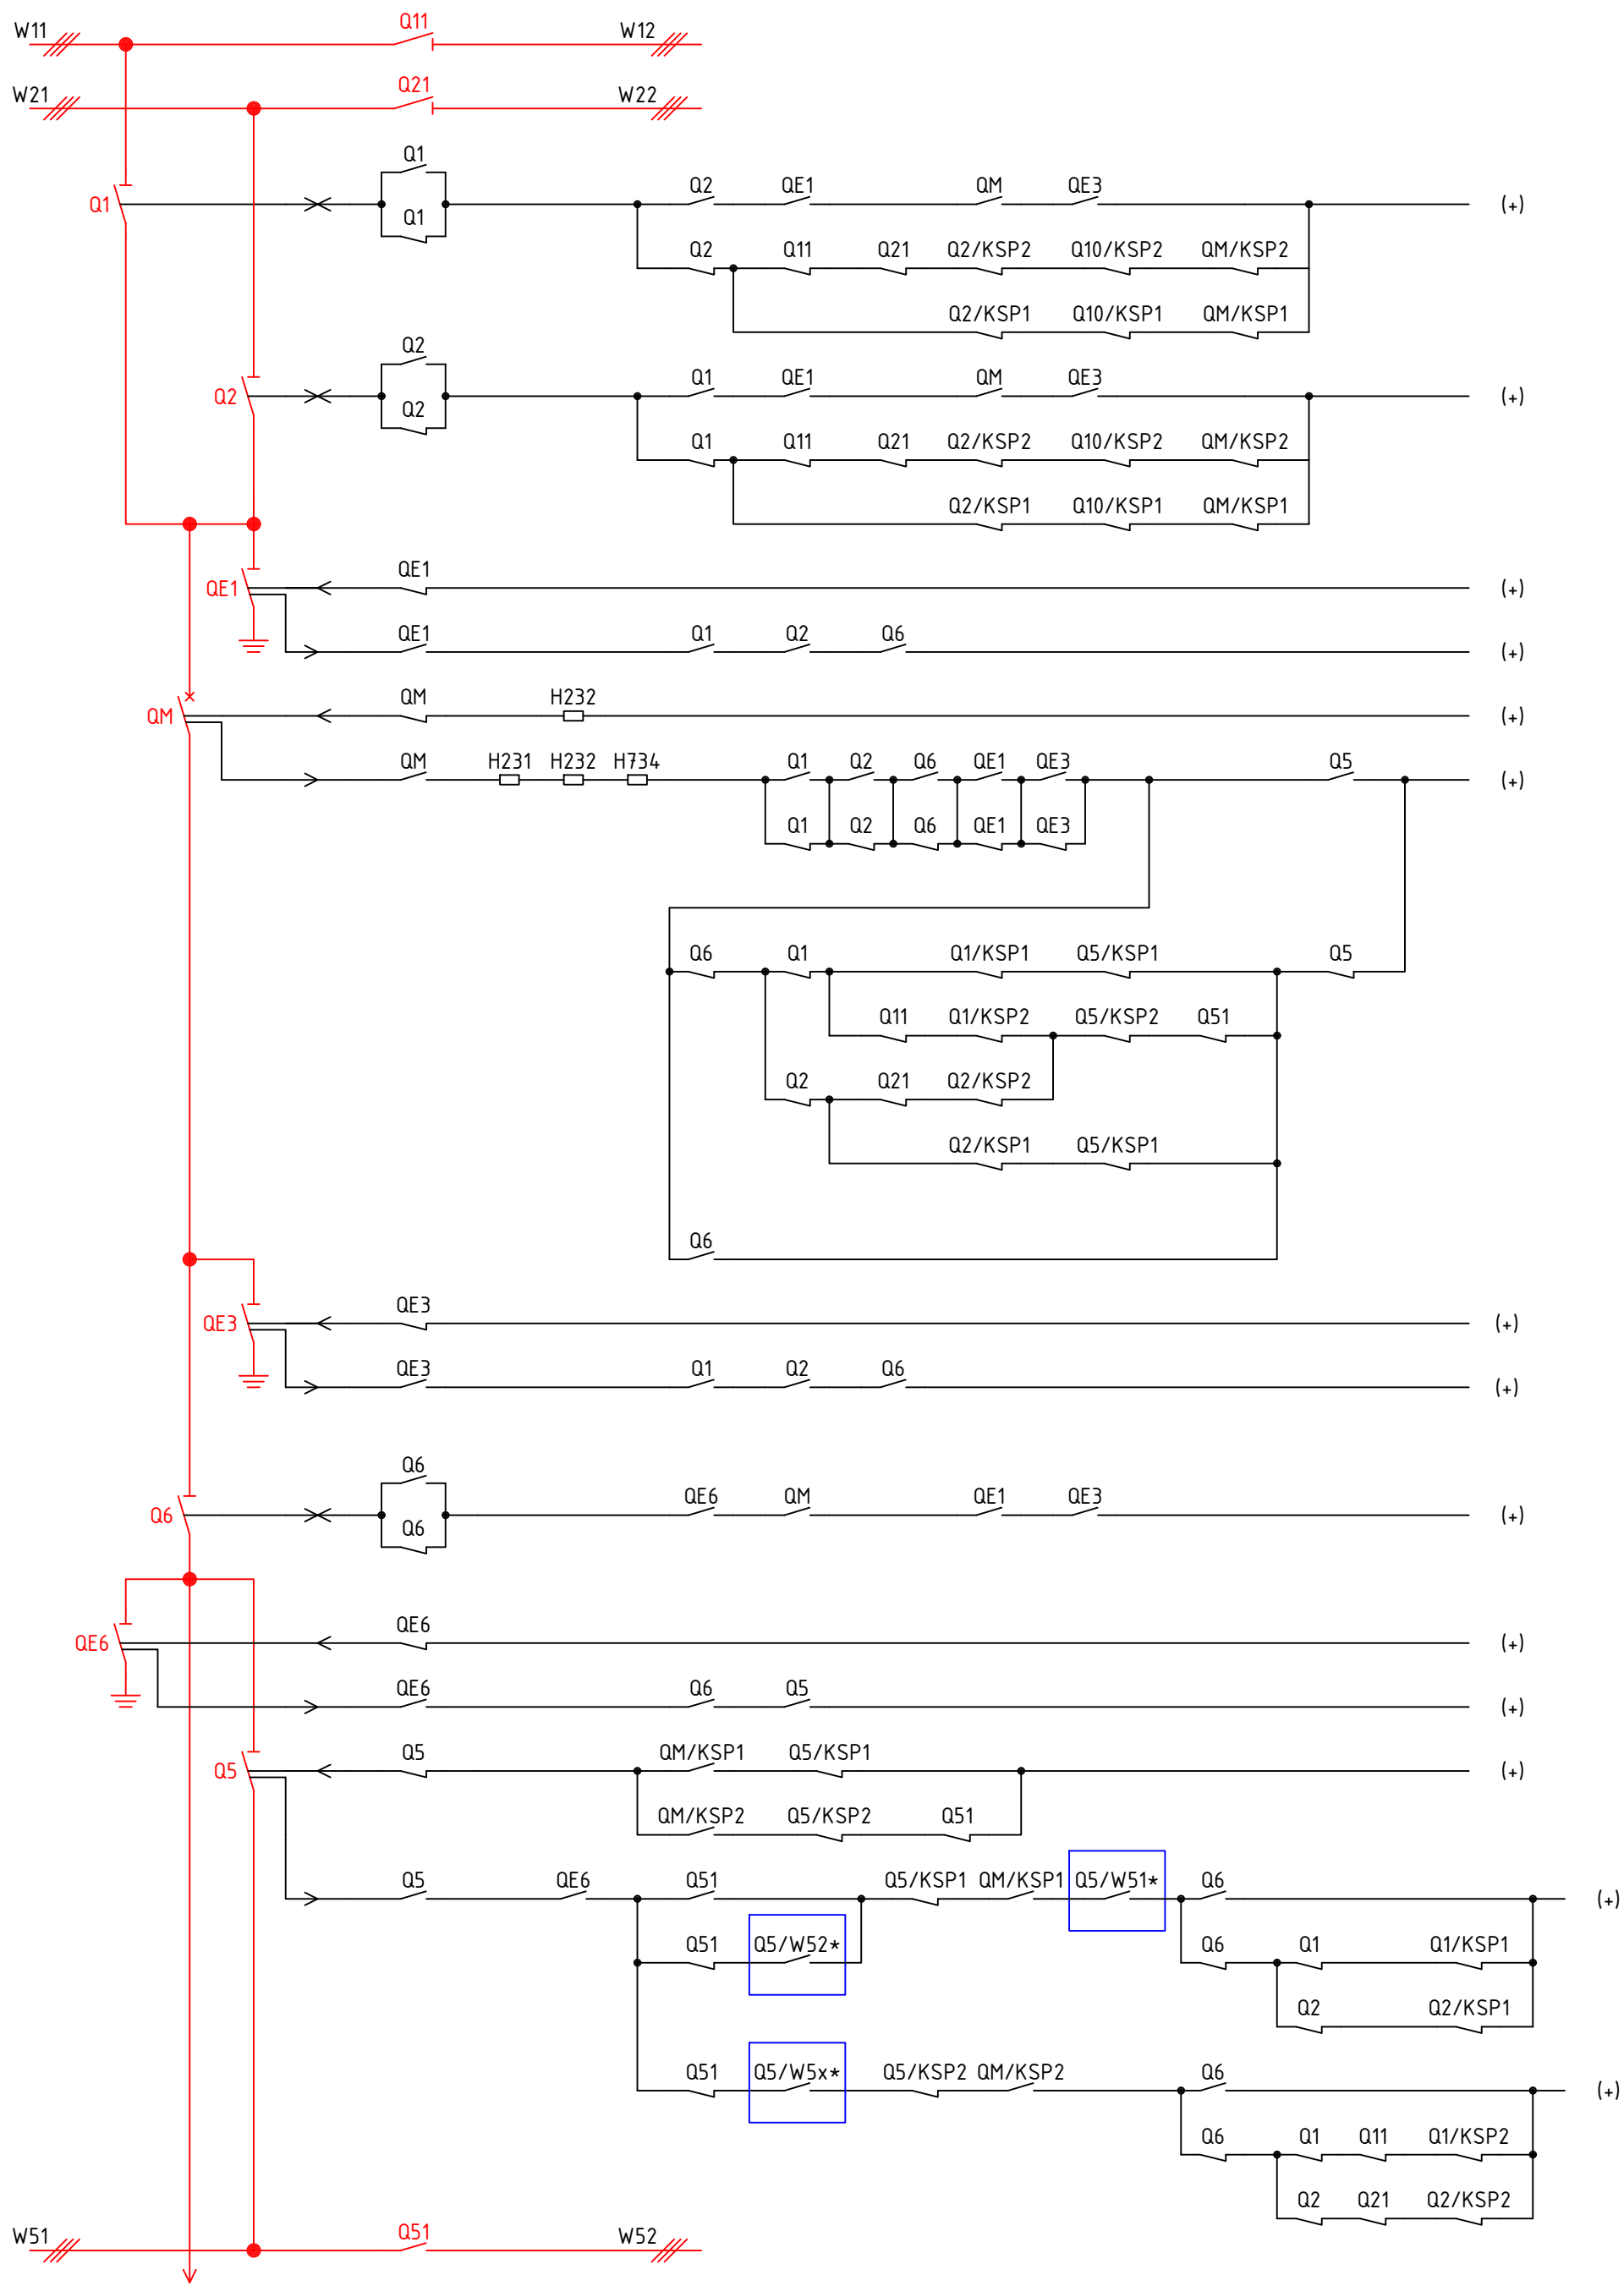 W11 Q11 W12
W21 Q21 W22
Q1
Q2 QE1 QM QE3
Q1 (+)
Q1
Q2 Q11 Q21 Q2/KSP2 Q10/KSP2 QM/KSP2
Q2/KSP1 Q10/KSP1 QM/KSP1
Q2
Q1 QE1 QM QE3
Q2 (+)
Q2
Q1 Q11 Q21 Q2/KSP2 Q10/KSP2 QM/KSP2
Q2/KSP1 Q10/KSP1 QM/KSP1
QE1
QE1 (+)
QE1 Q1 Q2 Q6
(+)
QM H232
QM (+)
QM H231 H232 H734 Q1 Q2 Q6 QE1 QE3 Q5
(+)
Q1 Q2 Q6 QE1 QE3
Q6 Q1 Q1/KSP1 Q5/KSP1 Q5
Q11 Q1/KSP2 Q5/KSP2 Q51
Q2 Q21 Q2/KSP2
Q2/KSP1 Q5/KSP1
Q6
QE3
QE3 (+)
QE3 Q1 Q2 Q6
(+)
Q6
QE6 QM QE1 QE3
Q6 (+)
Q6
QE6
QE6 (+)
QE6 Q6 Q5
(+)
Q5 QM/KSP1 Q5/KSP1
Q5 (+)
QM/KSP2 Q5/KSP2 Q51
Q5 QE6 Q51 Q5/KSP1 QM/KSP1 Q5/W51* Q6
(+)
Q51 Q5/W52* Q6 Q1 Q1/KSP1
Q2 Q2/KSP1
Q51 Q5/W5x* Q5/KSP2 QM/KSP2 Q6
(+)
Q6 Q1 Q11 Q1/KSP2
Q2 Q21 Q2/KSP2
W51 Q51 W52